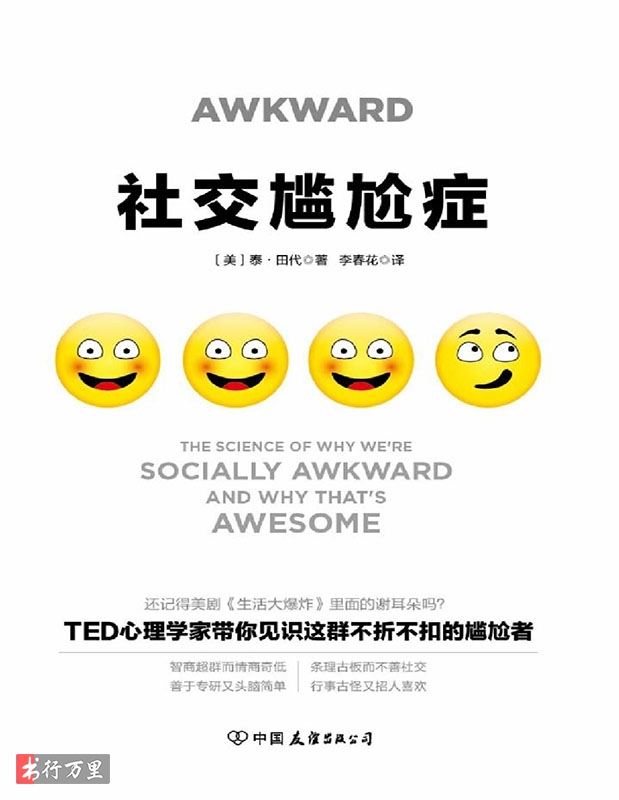 AWKWARD
社交尴尬症
［美］泰·田代◎著 李春花◎译
THE SCIENCE OF WHY WE'RE
SOCIALLY AWKWARD
AND WHY THAT'S
AWESOME
还记得美剧《生活大爆炸》里面的谢耳朵吗？
TED心理学家带你见识这群不折不扣的尴尬者
智商超群而情商奇低 条理古板而不善社交
善于专研又头脑简单 行事古怪又招人喜欢
中国友谊出版公司
书行万里